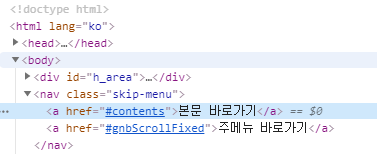 <!doctype html>
<html lang="ko">
<head>…</head>
<body>
<div id="h_area">…</div>
<nav class="skip-menu">
<a href="#contents">본문 바로가기</a> == $0
<a href="#gnbScrollFixed">주메뉴 바로가기</a>
</nav>